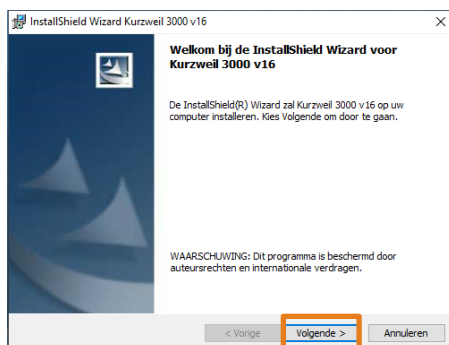 InstallShield Wizard Kurzweil 3000 v16
Welkom bij de InstallShield Wizard voor
Kurzweil 3000 v16
De InstallShield(R) Wizard zal Kurzweil 3000 v16 op uw
computer installeren. Kies Volgende om door te gaan.
WAARSCHUWING: Dit programma is beschermd door
auteursrechten en internationale verdragen.
< Vorige Volgende > Annuleren